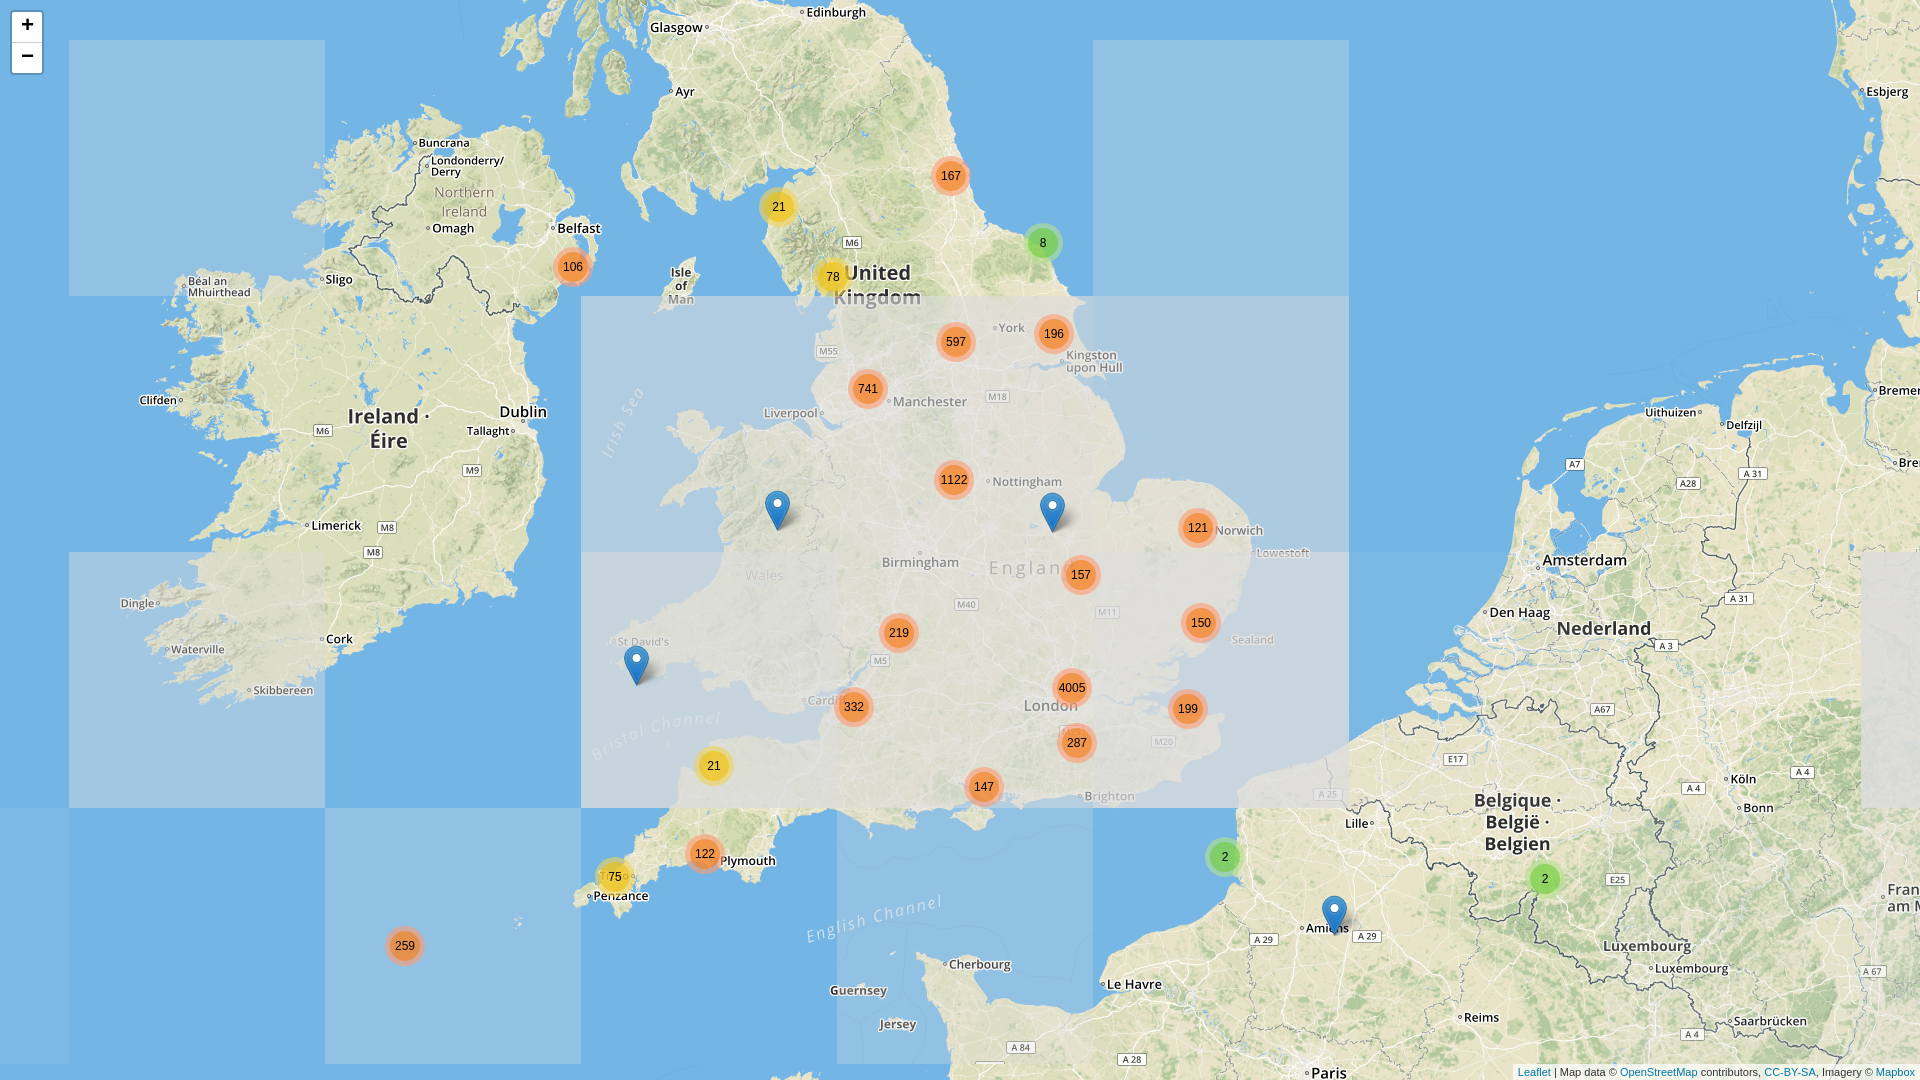 +
−
Edinburgh
Glasgow
Ayr
Esbjerg
Buncrana
Londonderry/
Derry
Northern
Ireland
Omagh
Belfast
167
21
8
M6
106
78
United
Kingdom
Isle
of
Man
Sligo
Béal an
Mhuirthead
York
196
597
M55
Kingston
upon Hull
741
Manchester
M18
Liverpool
Irish Sea
Clifden
Ireland ·
Éire
Dublin
Tallaght
M6
M9
Uithuizen
Delfzijl
A7
A 31
A28
1122
Nottingham
Limerick
M8
M8
121
Norwich
Lowestoft
Birmingham
Wales
Englan
157
Amsterdam
A 31
Den Haag
Nederland
A 3
Dingle
Waterville
Cork
Skibbereen
M40
M11
150
Sealand
219
St David's
M5
4005
London
199
332
Bristol Channel
287
M20
A67
E17
21
147
Brighton
A 25
Köln
A 4
A 4
Bonn
Belgique ·
België ·
Belgien
Lille
122
Plymouth
75
Penzance
2
2
E25
English Channel
Amiens
A 29
A 29
259
Luxembourg
Luxembourg
A 67
Cherbourg
Le Havre
Guernsey
Jersey
Reims
Saarbrücken
A 84
A 28
A 4
Paris
Leaflet | Map data © OpenStreetMap contributors, CC-BY-SA, Imagery © Mapbox